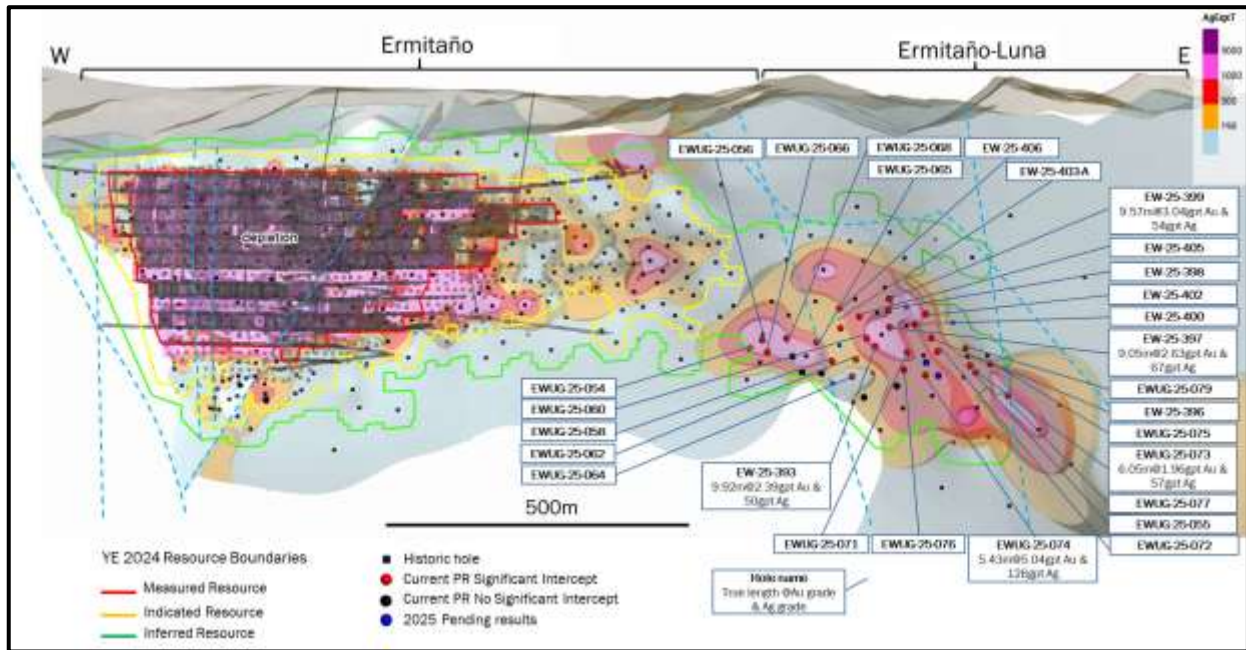 AgEqpT
W
Ermitaño
Ermitaño-Luna
E
EWUG-25-056
EWUG-25-066
EWUG-25-068
EW-25-406
EWUG-25-065
EW-25-403A
EW-25-399
9.57m@3.04gpt Au &
54gpt Ag
EW-25-405
EW-25-398
EW-25-402
EW-25-400
EW-25-397
9.05m@2.63gpt Au &
67gpt Ag
EWUG-25-079
EW-25-396
EWUG-25-075
EWUG-25-073
6.05m@1.96gpt Au &
57gpt Ag
EWUG-25-077
EWUG-25-055
EWUG-25-072
depletion
EWUG-25-054
EWUG-25-060
EWUG-25-058
EWUG-25-062
EWUG-25-064
EW-25-393
9.92m@2.39gpt Au &
50gpt Ag
500m
EWUG-25-071
EWUG-25-076
EWUG-25-074
5.43m@5.04gpt Au &
Hole name
True length @Au grade
& Ag grade
YE 2024 Resource Boundaries
Measured Resource
Indicated Resource
Inferred Resource
Historic hole
Current PR Significant Intercept
Current PR No Significant Intercept
2025 Pending results